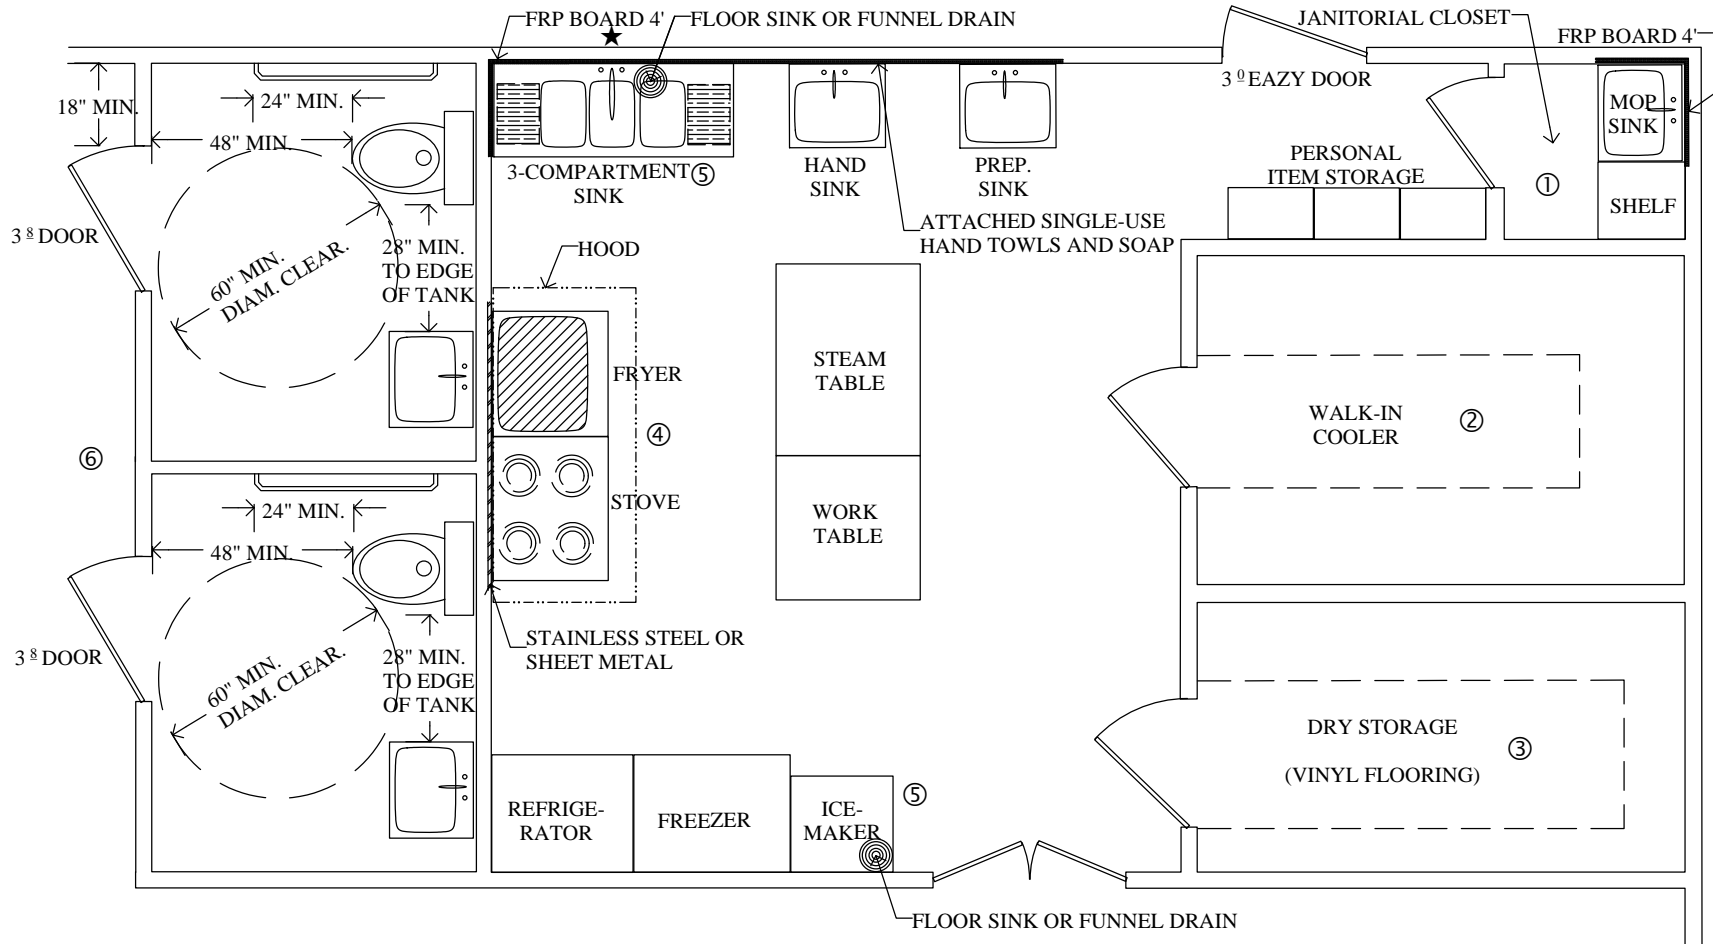 FRP BOARD 4'
★
FLOOR SINK OR FUNNEL DRAIN
JANITORIAL CLOSET
FRP BOARD 4'
3 0 EAZY DOOR
18" MIN.
24" MIN.
48" MIN.
3-COMPARTMENT ⑤
SINK
HAND
SINK
PREP.
SINK
PERSONAL
ITEM STORAGE
①
MOP
SINK
SHELF
ATTACHED SINGLE-USE
HAND TOWLS AND SOAP
3 8 DOOR
60" MIN.
DIAM. CLEAR.
28" MIN.
TO EDGE
OF TANK
HOOD
FRYER
④
STOVE
STEAM
TABLE
WORK
TABLE
WALK-IN
COOLER
②
⑥
24" MIN.
48" MIN.
3 8 DOOR
60" MIN.
DIAM. CLEAR.
28" MIN.
TO EDGE
OF TANK
STAINLESS STEEL OR
SHEET METAL
DRY STORAGE
③
(VINYL FLOORING)
REFRIGE-
RATOR
FREEZER
ICE-
MAKER
⑤
FLOOR SINK OR FUNNEL DRAIN